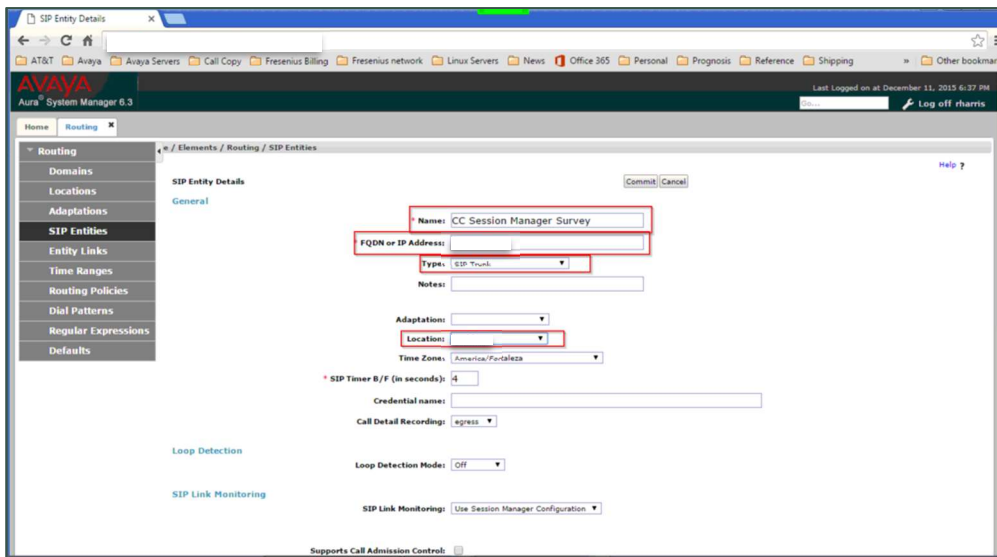 SIP Entity Details
AT&T Avaya Avaya Servers Call Copy Fresenius Billing Fresenius network Linux Servers News Office 365 Personal Prognosis Reference Shipping » Other bookmar
AVAYA
Last Logged on at December 11, 2015 6:37 PM
Aura® System Manager 6.3
Go...
Log off rharris
Home Routing
Routing
e / Elements / Routing / SIP Entities
Domains
Help ?
Locations
SIP Entity Details
Commit Cancel
Adaptations
General
SIP Entities
* Name: CC Session Manager Survey
Entity Links
* FQDN or IP Address:
Time Ranges
Type: SIP Trunk
Routing Policies
Notes:
Dial Patterns
Adaptation:
Regular Expressions
Location:
Defaults
Time Zone: America/Fortaleza
* SIP Timer B/F (in seconds): 4
Credential name:
Call Detail Recording: egress
Loop Detection
Loop Detection Mode: Off
SIP Link Monitoring
SIP Link Monitoring: Use Session Manager Configuration
Supports Call Admission Control: